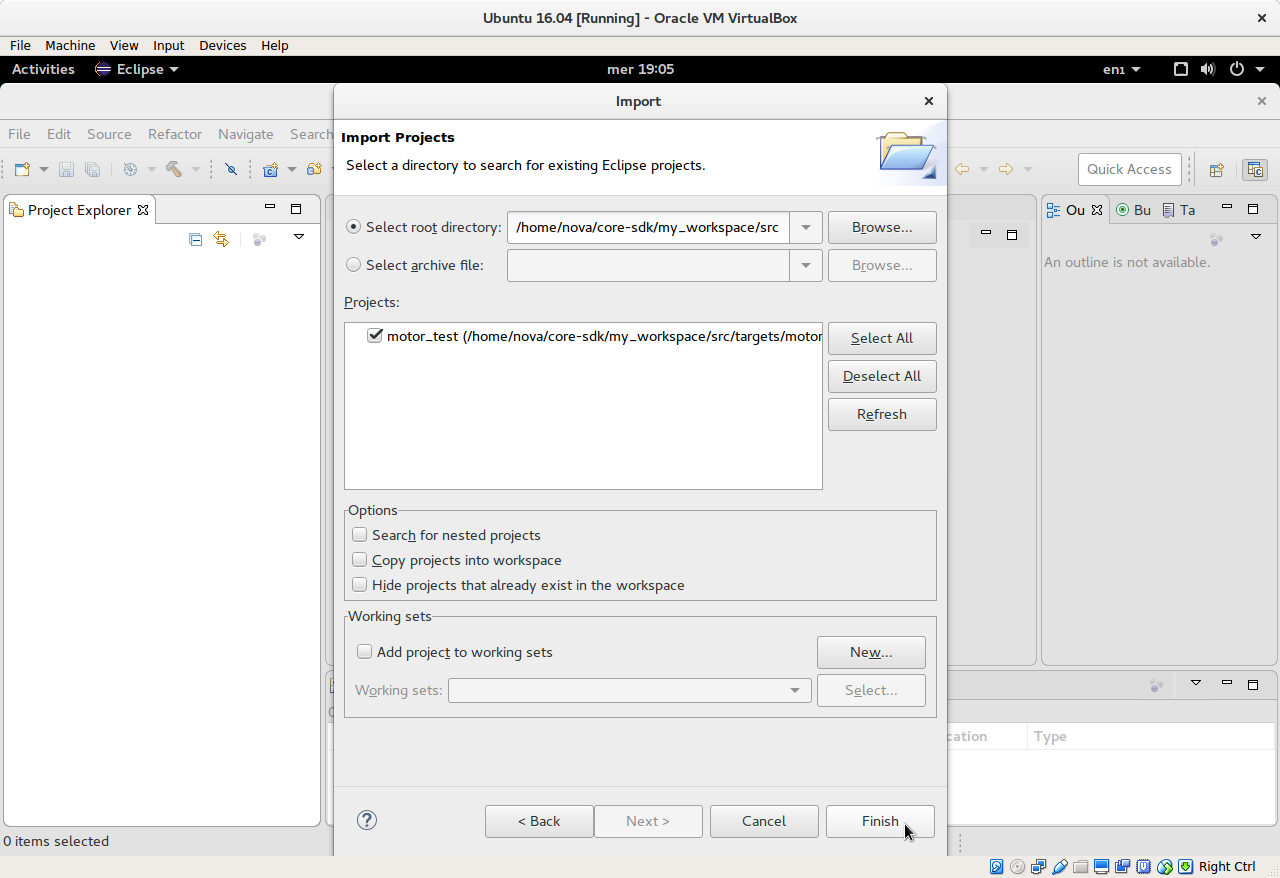 Ubuntu 16.04 [Running] - Oracle VM VirtualBox
File Machine View Input Devices Help
Activities Eclipse mer 19:05 en1
Import
File Edit Source Refactor Navigate Search
Import Projects
Select a directory to search for existing Eclipse projects.
Quick Access
Project Explorer
Ou Bu Ta
Select root directory: /home/nova/core-sdk/my_workspace/src Browse...
Select archive file: Browse...
An outline is not available.
Projects:
motor_test (/home/nova/core-sdk/my_workspace/src/targets/motor
Select All
Deselect All
Refresh
Options
Search for nested projects
Copy projects into workspace
Hide projects that already exist in the workspace
Working sets
Add project to working sets New...
Working sets: Select...
cation Type
? < Back Next > Cancel Finish
0 items selected
Right Ctrl